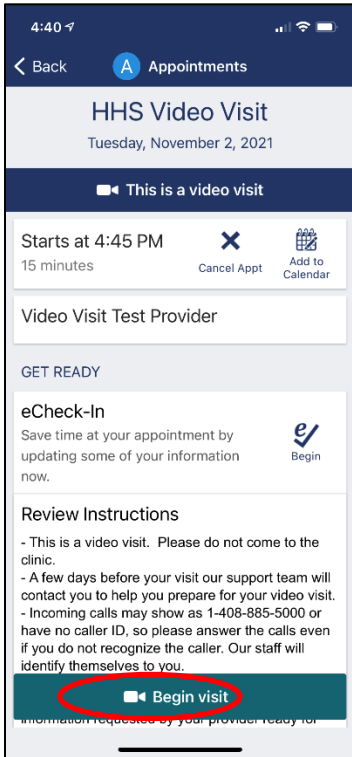 4:40
Back
A Appointments
HHS Video Visit
Tuesday, November 2, 2021
This is a video visit
Starts at 4:45 PM
15 minutes
Cancel Appt
Add to
Calendar
Video Visit Test Provider
GET READY
eCheck-In
Save time at your appointment by
updating some of your information
now.
e
Begin
Review Instructions
- This is a video visit.  Please do not come to the
clinic.
- A few days before your visit our support team will
contact you to help you prepare for your video visit.
- Incoming calls may show as 1-408-885-5000 or
have no caller ID, so please answer the calls even
if you do not recognize the caller. Our staff will
identify themselves to you.
Begin visit
information requested by your provider ready for